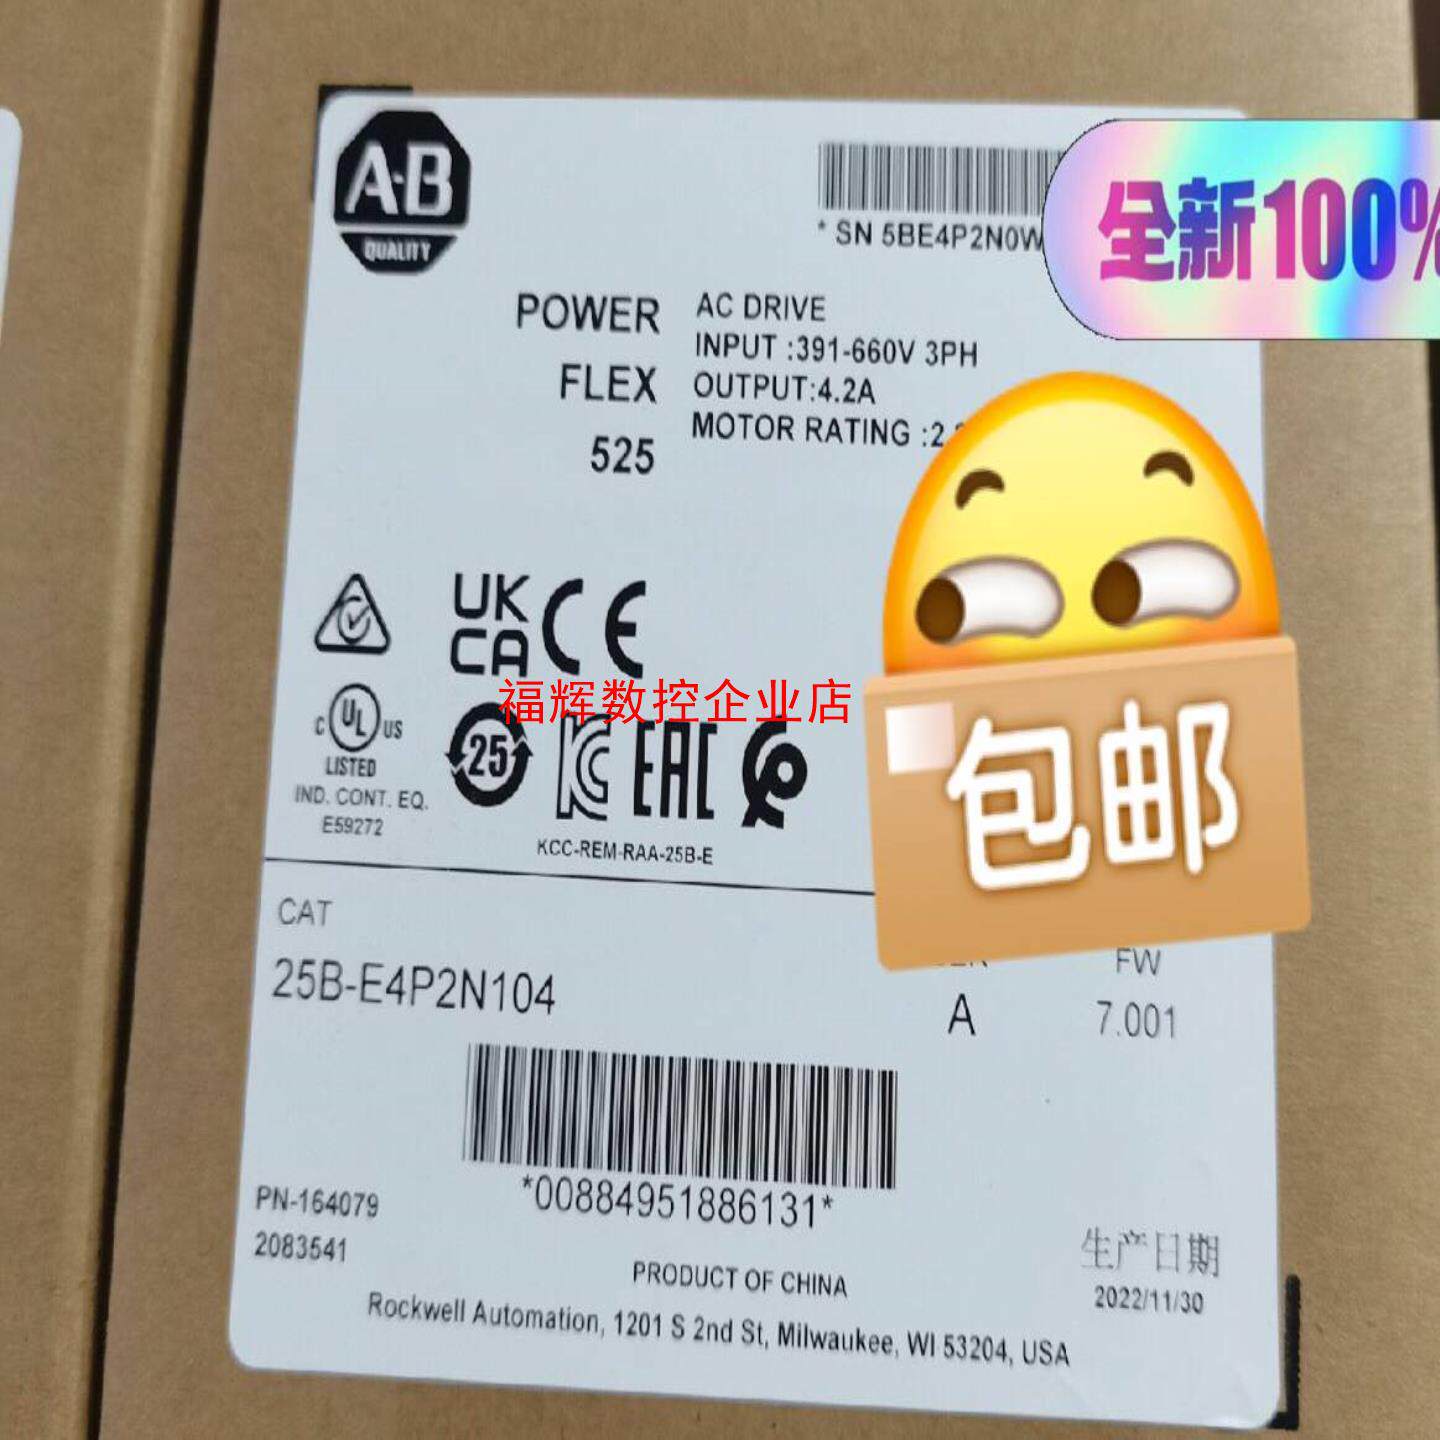 A-B
QUALITY
* SN 5BE4P2N0W
全新100%
POWER
FLEX
525
AC DRIVE
INPUT :391-660V 3PH
OUTPUT:4.2A
MOTOR RATING :2.
UK
CA
CE
福辉数控企业店
C UL US
LISTED
IND. CONT. EQ.
E59272
25
KC
EAC
KCC-REM-RAA-25B-E
包邮
CAT
25B-E4P2N104
A
FW
7.001
*00884951886131*
PN-164079
2083541
PRODUCT OF CHINA
Rockwell Automation, 1201 S 2nd St, Milwaukee, WI 53204, USA
生产日期
2022/11/30